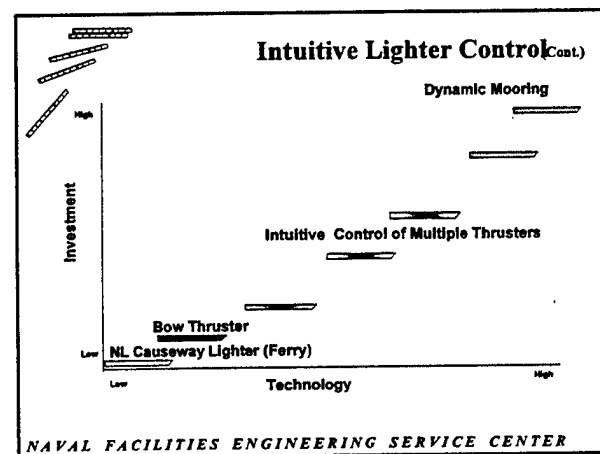 Intuitive Lighter Control(Cont.)
Dynamic Mooring
High
Investment
Intuitive Control of Multiple Thrusters
Bow Thruster
Low
NL Causeway Lighter (Ferry)
Low
Technology
High
NAVAL FACILITIES ENGINEERING SERVICE CENTER